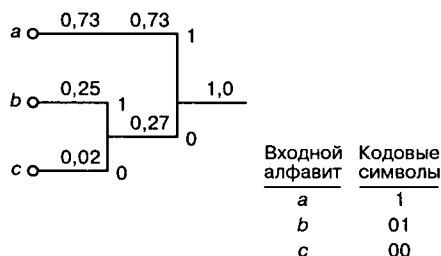 a 0,73 0,73 1
b 0,25 1 0,27 1,0
c 0,02 0 0
Входной Кодовые
алфавит символы
a 1
b 01
c 00